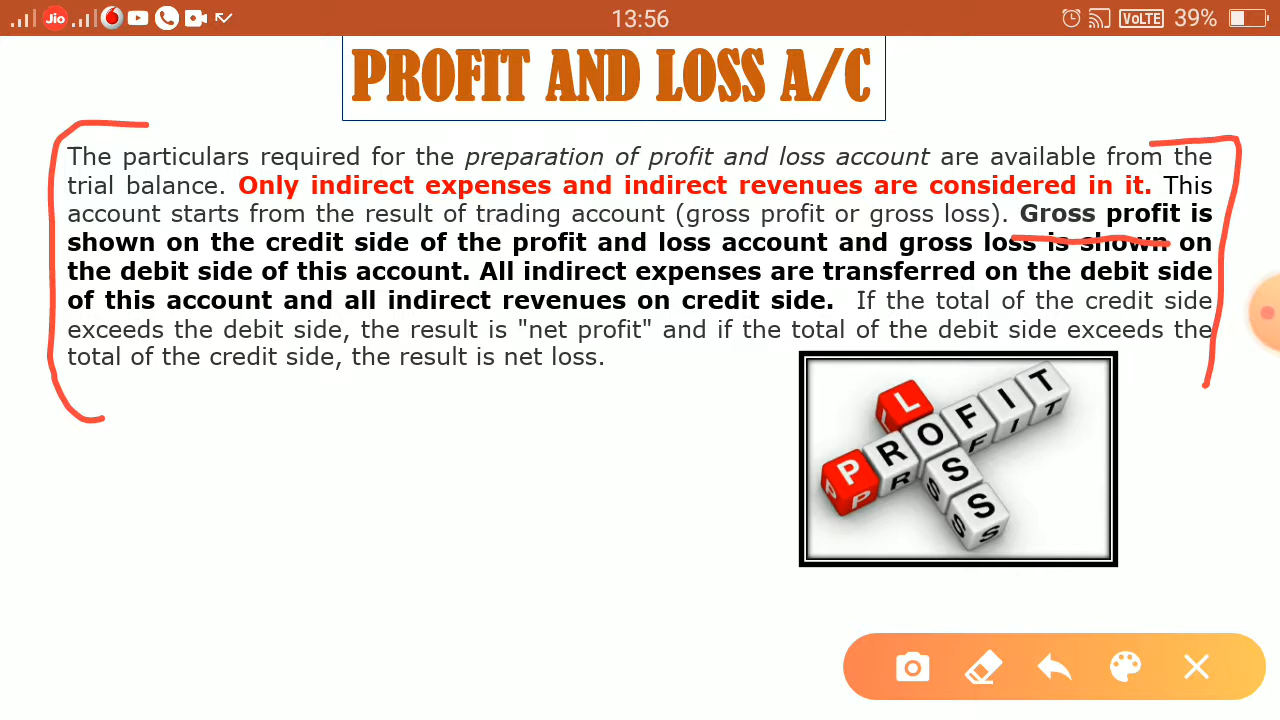 13:56
VoLTE 39%
PROFIT AND LOSS A/C
The particulars required for the preparation of profit and loss account are available from the
trial balance. Only indirect expenses and indirect revenues are considered in it. This
account starts from the result of trading account (gross profit or gross loss). Gross profit is
shown on the credit side of the profit and loss account and gross loss is shown on
the debit side of this account. All indirect expenses are transferred on the debit side
of this account and all indirect revenues on credit side. If the total of the credit side
exceeds the debit side, the result is "net profit" and if the total of the debit side exceeds the
total of the credit side, the result is net loss.
PROFIT
LOSS